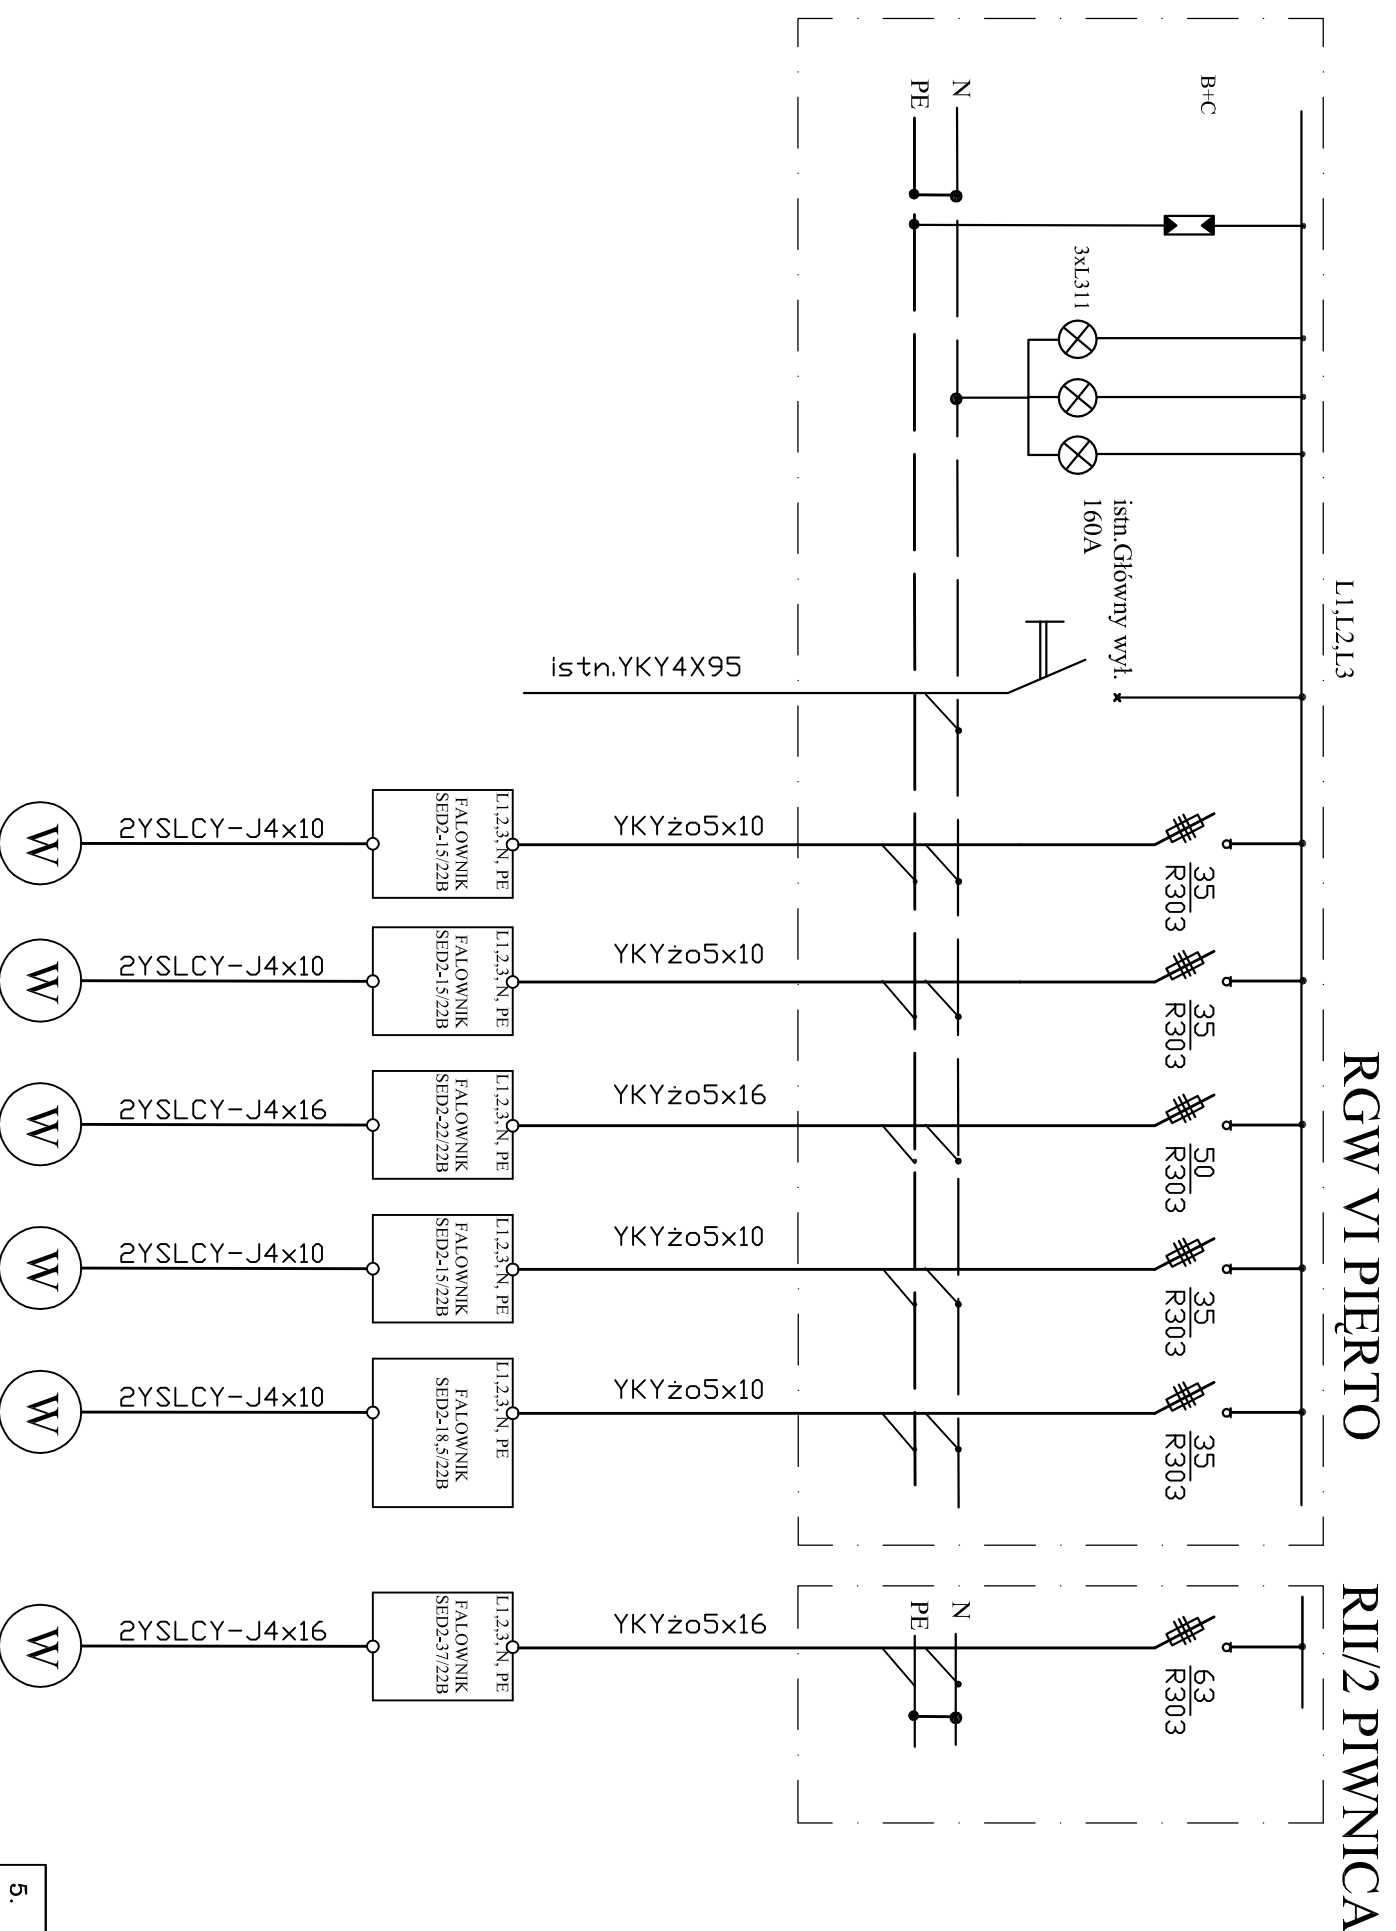 RGW VI PIĘRTO
RII/2 PIWNICA
L1,L2,L3
B+C
N
PE
3xL311
istn.Główny wył.
160A
istn.YKY4X95
35
R303
35
R303
50
R303
35
R303
35
R303
63
R303
N
PE
YKYżo5x10
YKYżo5x10
YKYżo5x16
YKYżo5x10
YKYżo5x10
YKYżo5x16
L1,2,3, N, PE
FALOWNIK
SED2-15/22B
L1,2,3, N, PE
FALOWNIK
SED2-15/22B
L1,2,3, N, PE
FALOWNIK
SED2-22/22B
L1,2,3, N, PE
FALOWNIK
SED2-15/22B
L1,2,3, N, PE
FALOWNIK
SED2-18,5/22B
L1,2,3, N, PE
FALOWNIK
SED2-37/22B
2YSLCY-J4x10
2YSLCY-J4x10
2YSLCY-J4x16
2YSLCY-J4x10
2YSLCY-J4x10
2YSLCY-J4x16
W
W
W
W
W
W
5.